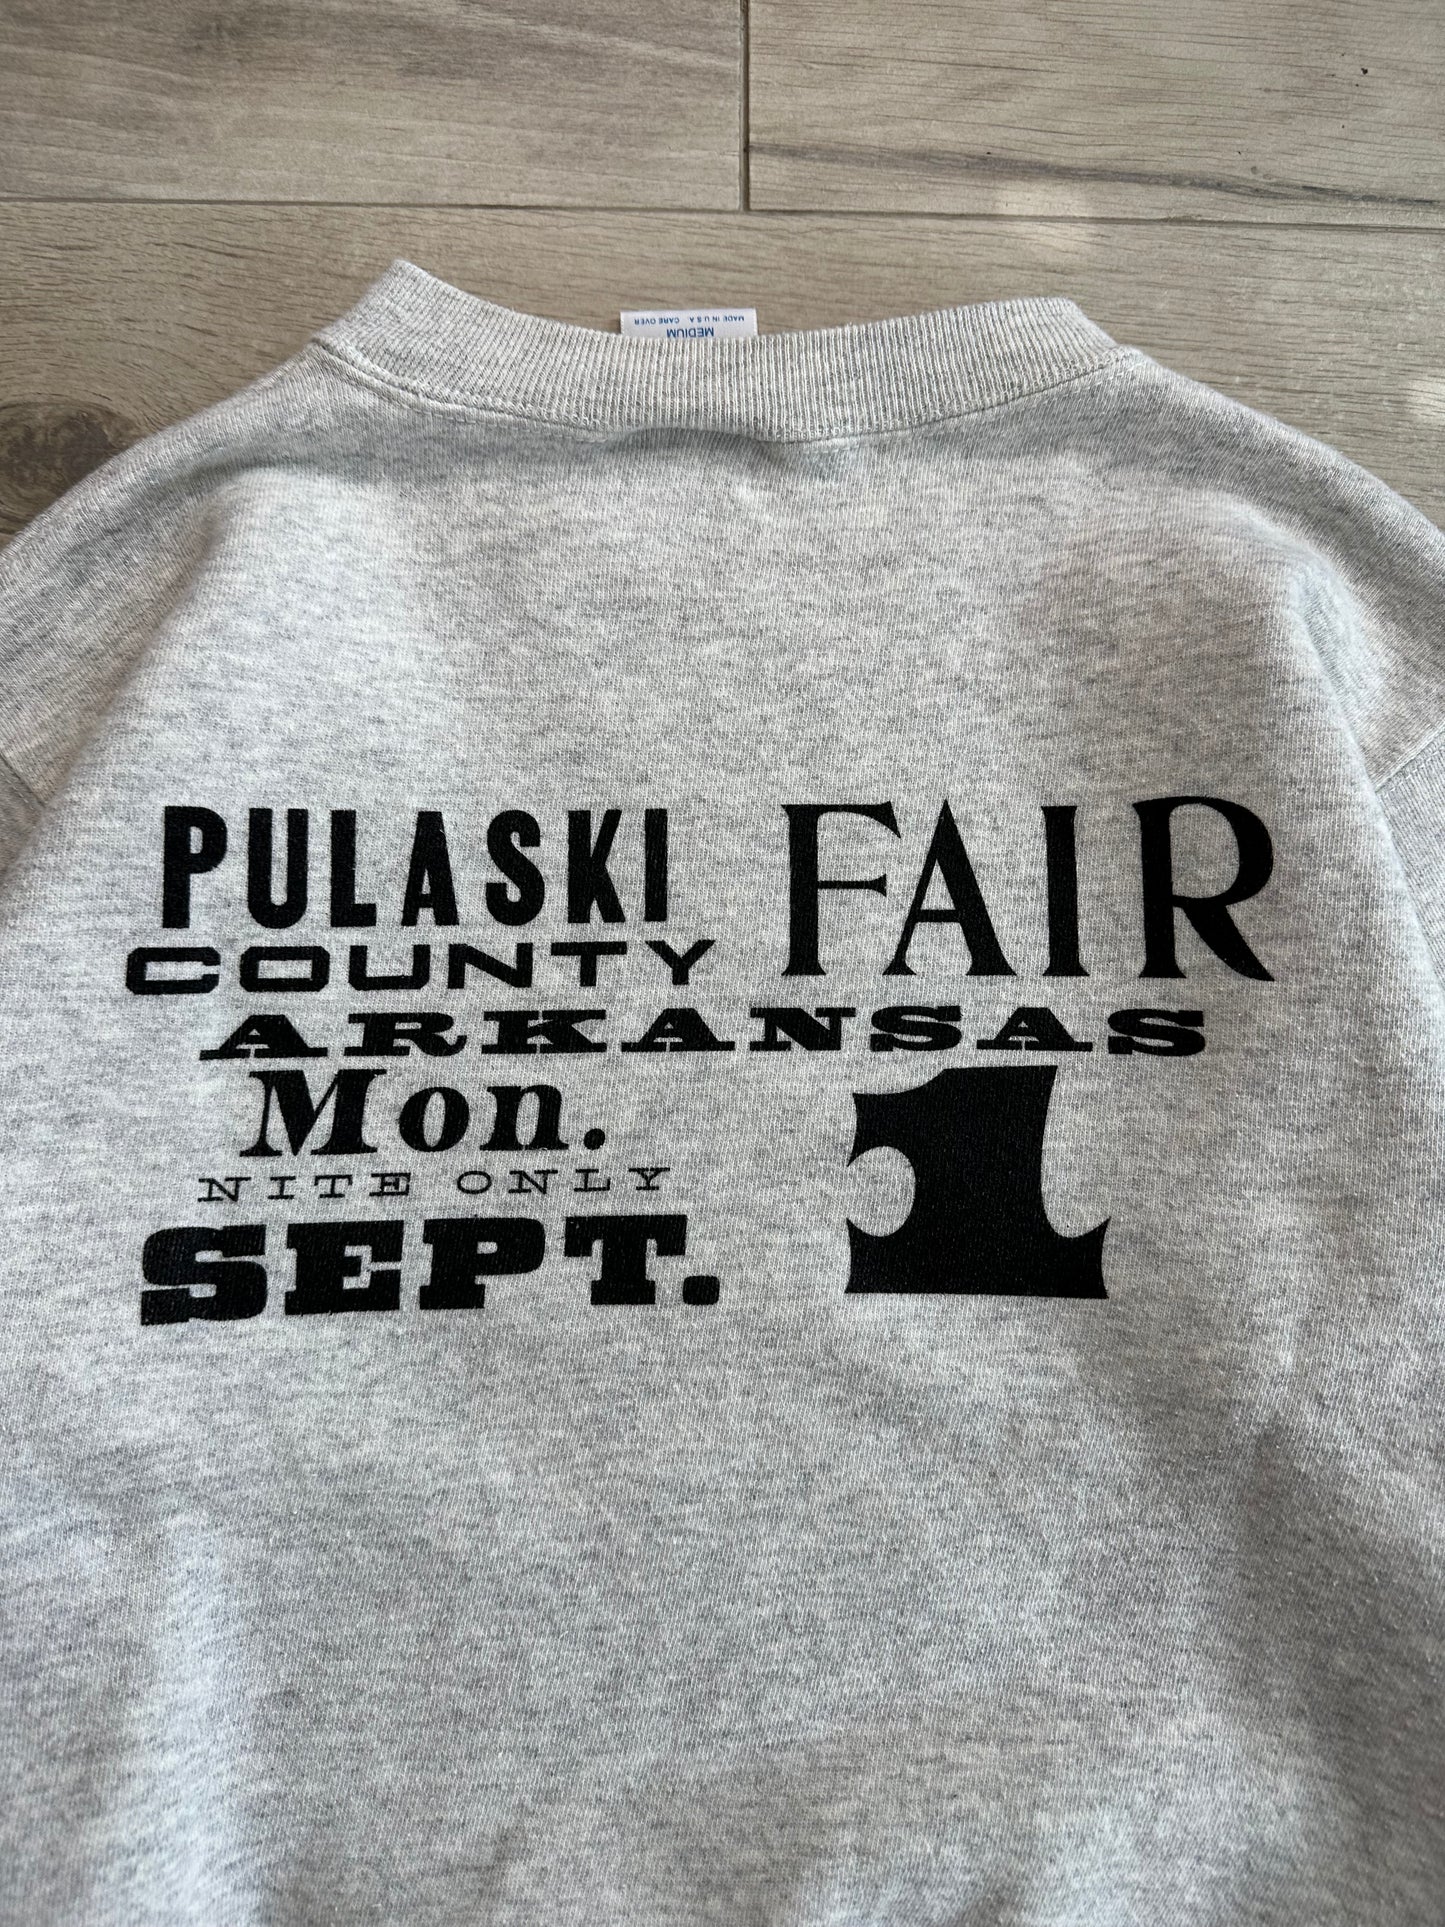 MEDIUM
MADE IN U.S.A. CARE OVER
PULASKI FAIR
COUNTY
ARKANSAS
Mon. 1
NITE ONLY
SEPT.